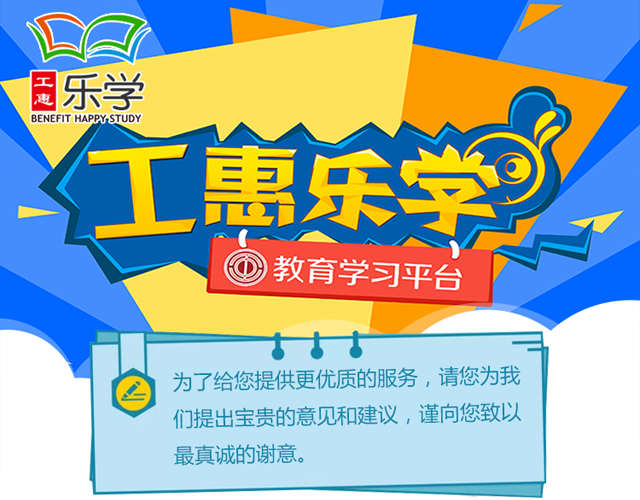 工惠
乐学
BENEFIT HAPPY STUDY
工惠乐学
教育学习平台
为了给您提供更优质的服务，请您为我
们提出宝贵的意见和建议，谨向您致以
最真诚的谢意。